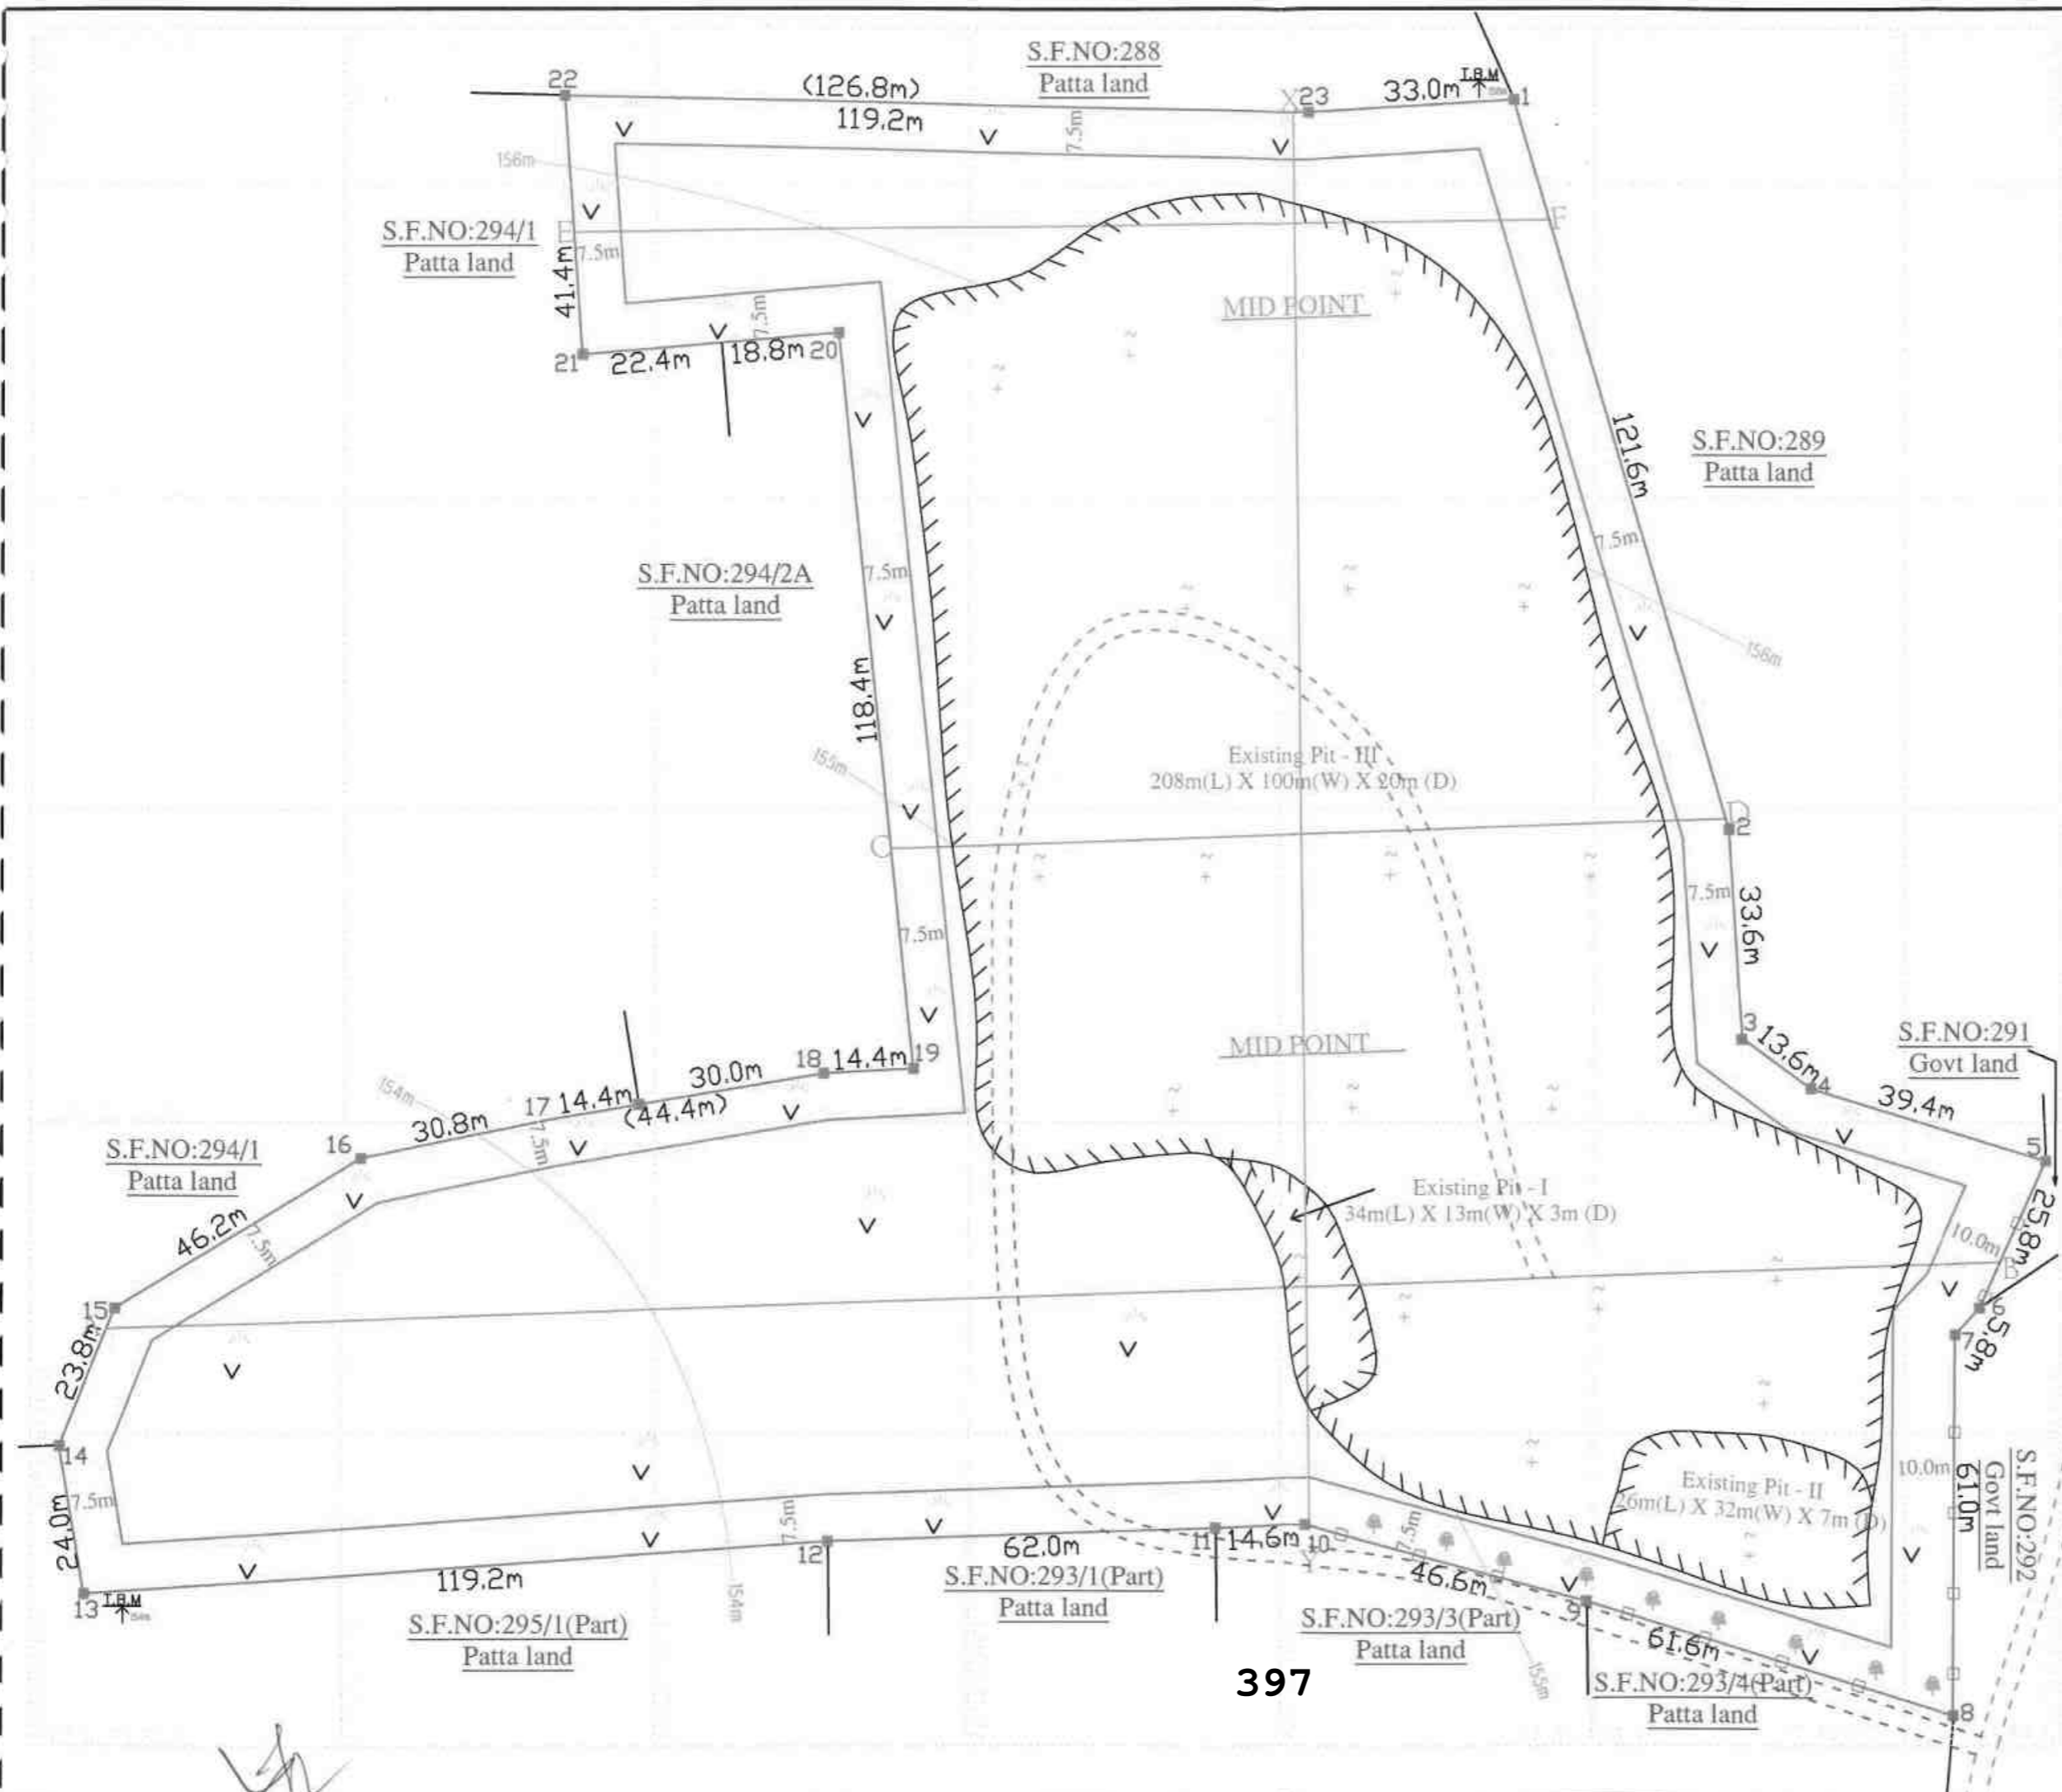 S.F.NO:288
Patta land
22
(126.8m)
119.2m
7.5m
X
23
33.0m
T.B.M
1
156m
S.F.NO:294/1
Patta land
E
7.5m
41.4m
F
MID POINT
7.5m
21
22.4m
18.8m
20
121.6m
S.F.NO:289
Patta land
7.5m
S.F.NO:294/2A
Patta land
7.5m
156m
118.4m
155m
Existing Pit - III
208m(L) X 100m(W) X 20m (D)
C
D
2
7.5m
7.5m
33.6m
MID POINT
3
13.6m
4
39.4m
S.F.NO:291
Govt land
5
25.8m
154m
30.8m
17
14.4m
(44.4m)
30.0m
18
14.4m
19
7.5m
16
S.F.NO:294/1
Patta land
46.2m
7.5m
Existing Pit - I
34m(L) X 13m(W) X 3m (D)
10.0m
B
6
5.8m
7
15
23.8m
14
7.5m
24.0m
13
T.B.M
119.2m
7.5m
12
154m
62.0m
11
14.6m
10
Y
7.5m
46.6m
9
61.6m
8
Existing Pit - II
26m(L) X 32m(W) X 7m (D)
10.0m
61.0m
S.F.NO:292
Govt land
S.F.NO:295/1(Part)
Patta land
S.F.NO:293/1(Part)
Patta land
S.F.NO:293/3(Part)
Patta land
155m
S.F.NO:293/4(Part)
Patta land
397